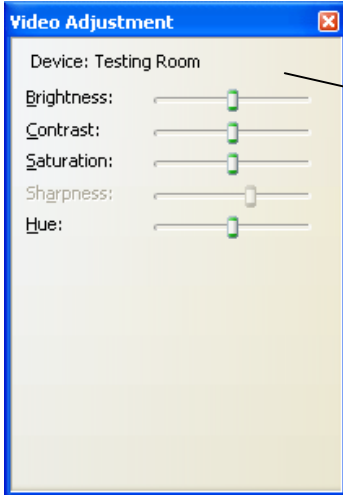 Video Adjustment
Device: Testing Room
Brightness:
Contrast:
Saturation:
Sharpness:
Hue: